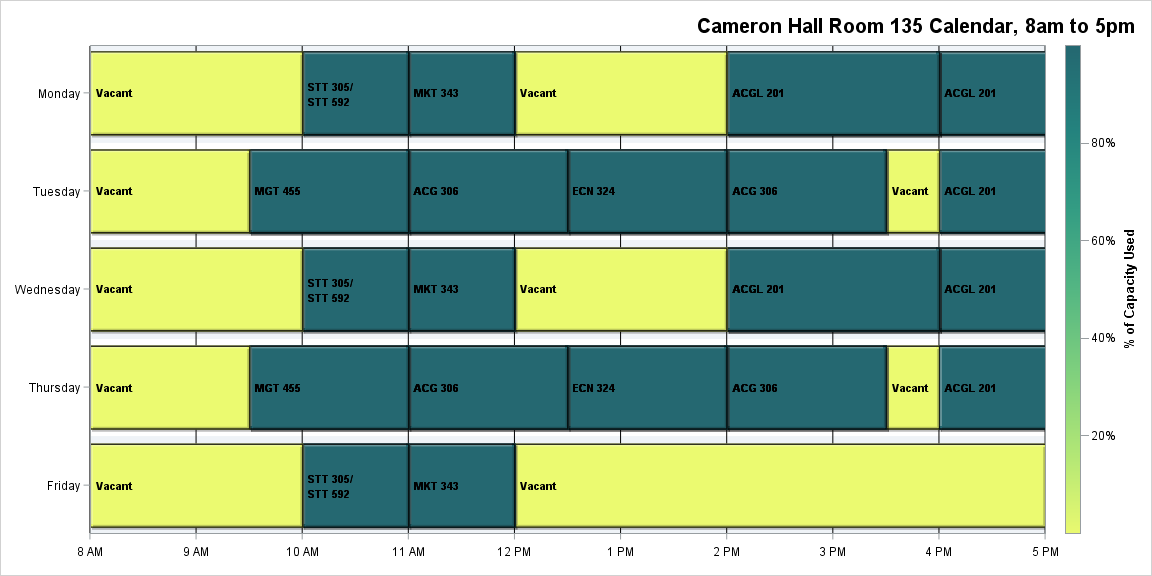 Cameron Hall Room 135 Calendar, 8am to 5pm
Monday
Vacant
STT 305/
STT 592
MKT 343
Vacant
ACGL 201
ACGL 201
Tuesday
Vacant
MGT 455
ACG 306
ECN 324
ACG 306
Vacant
ACGL 201
Wednesday
Vacant
STT 305/
STT 592
MKT 343
Vacant
ACGL 201
ACGL 201
Thursday
Vacant
MGT 455
ACG 306
ECN 324
ACG 306
Vacant
ACGL 201
Friday
Vacant
STT 305/
STT 592
MKT 343
Vacant
8 AM
9 AM
10 AM
11 AM
12 PM
1 PM
2 PM
3 PM
4 PM
5 PM
80%
60%
40%
20%
% of Capacity Used